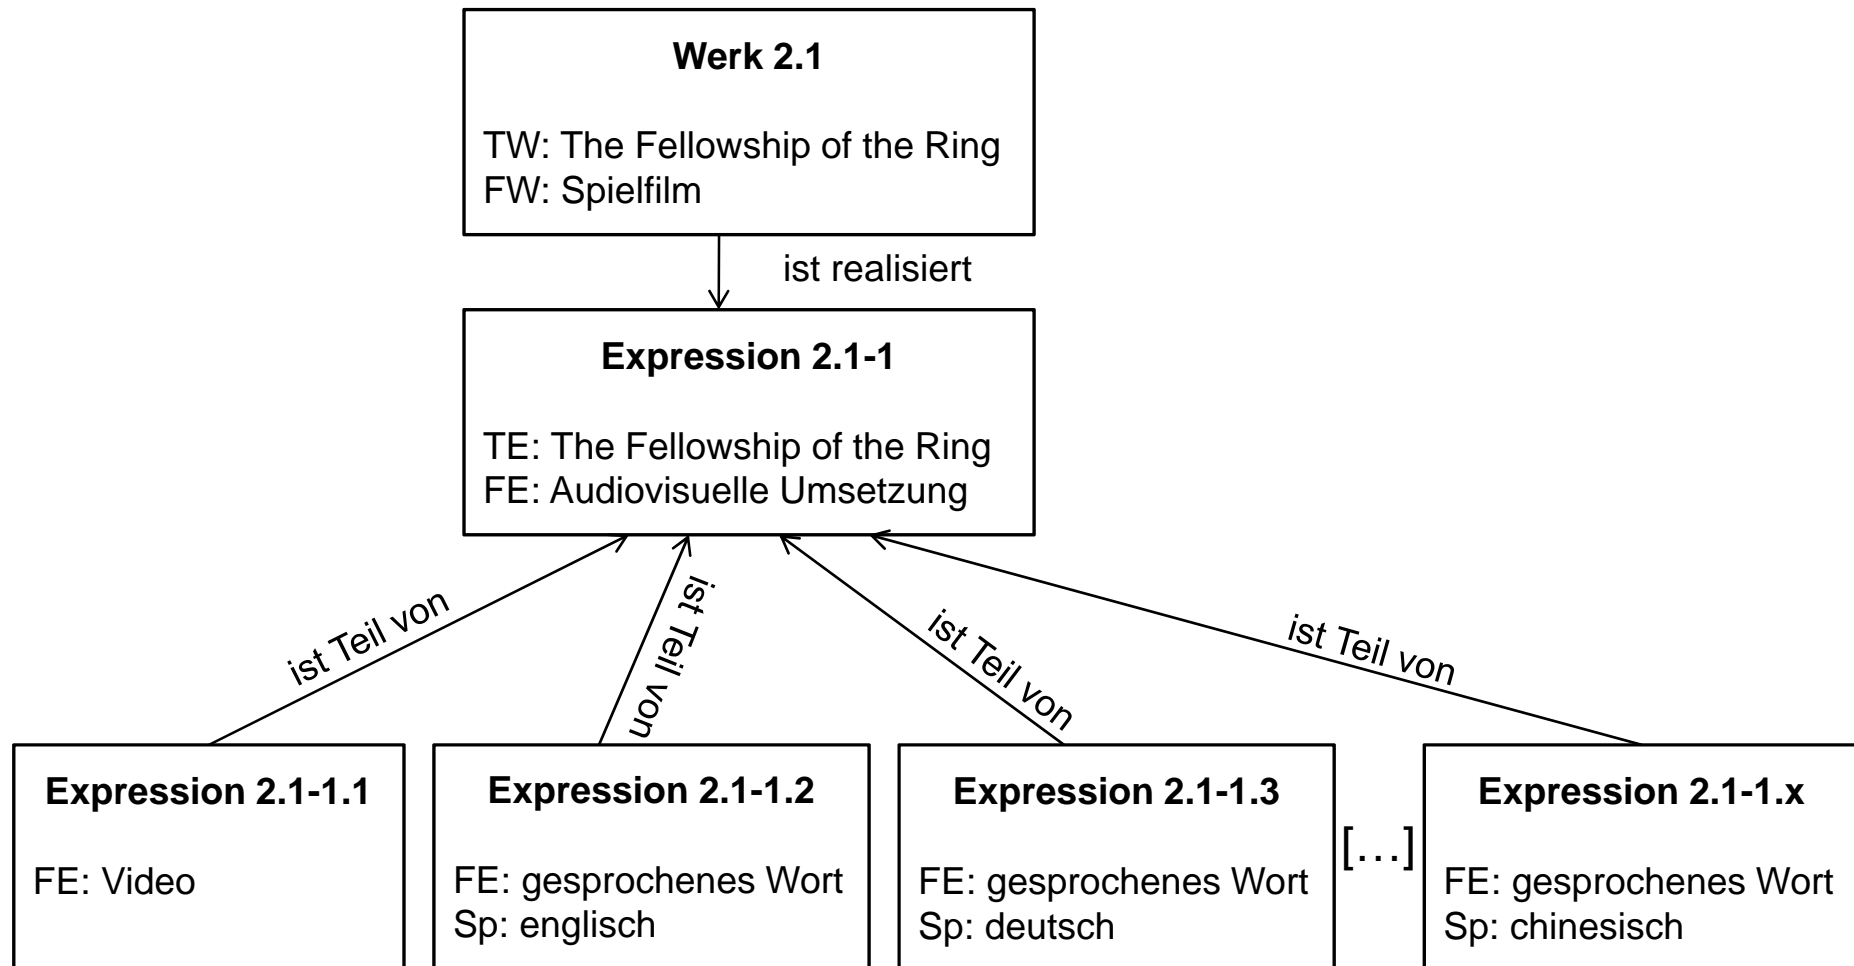 Werk 2.1
TW: The Fellowship of the Ring
FW: Spielfilm
ist realisiert
Expression 2.1-1
TE: The Fellowship of the Ring
FE: Audiovisuelle Umsetzung
ist Teil von
ist Teil von
ist Teil von
ist Teil von
Expression 2.1-1.1
FE: Video
Expression 2.1-1.2
FE: gesprochenes Wort
Sp: englisch
Expression 2.1-1.3
FE: gesprochenes Wort
Sp: deutsch
[…]
Expression 2.1-1.x
FE: gesprochenes Wort
Sp: chinesisch